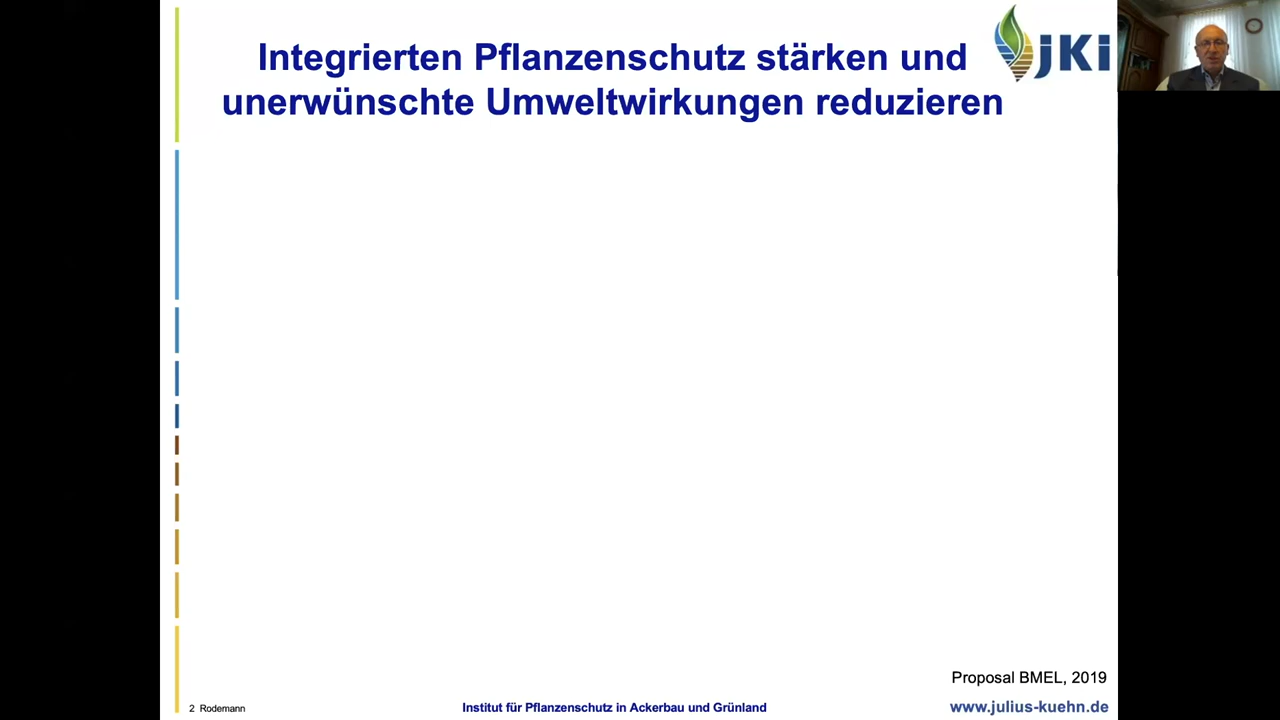 Integrierten Pflanzenschutz stärken und
unerwünschte Umweltwirkungen reduzieren
jKi
Proposal BMEL, 2019
2 Rodemann
Institut für Pflanzenschutz in Ackerbau und Grünland
www.julius-kuehn.de